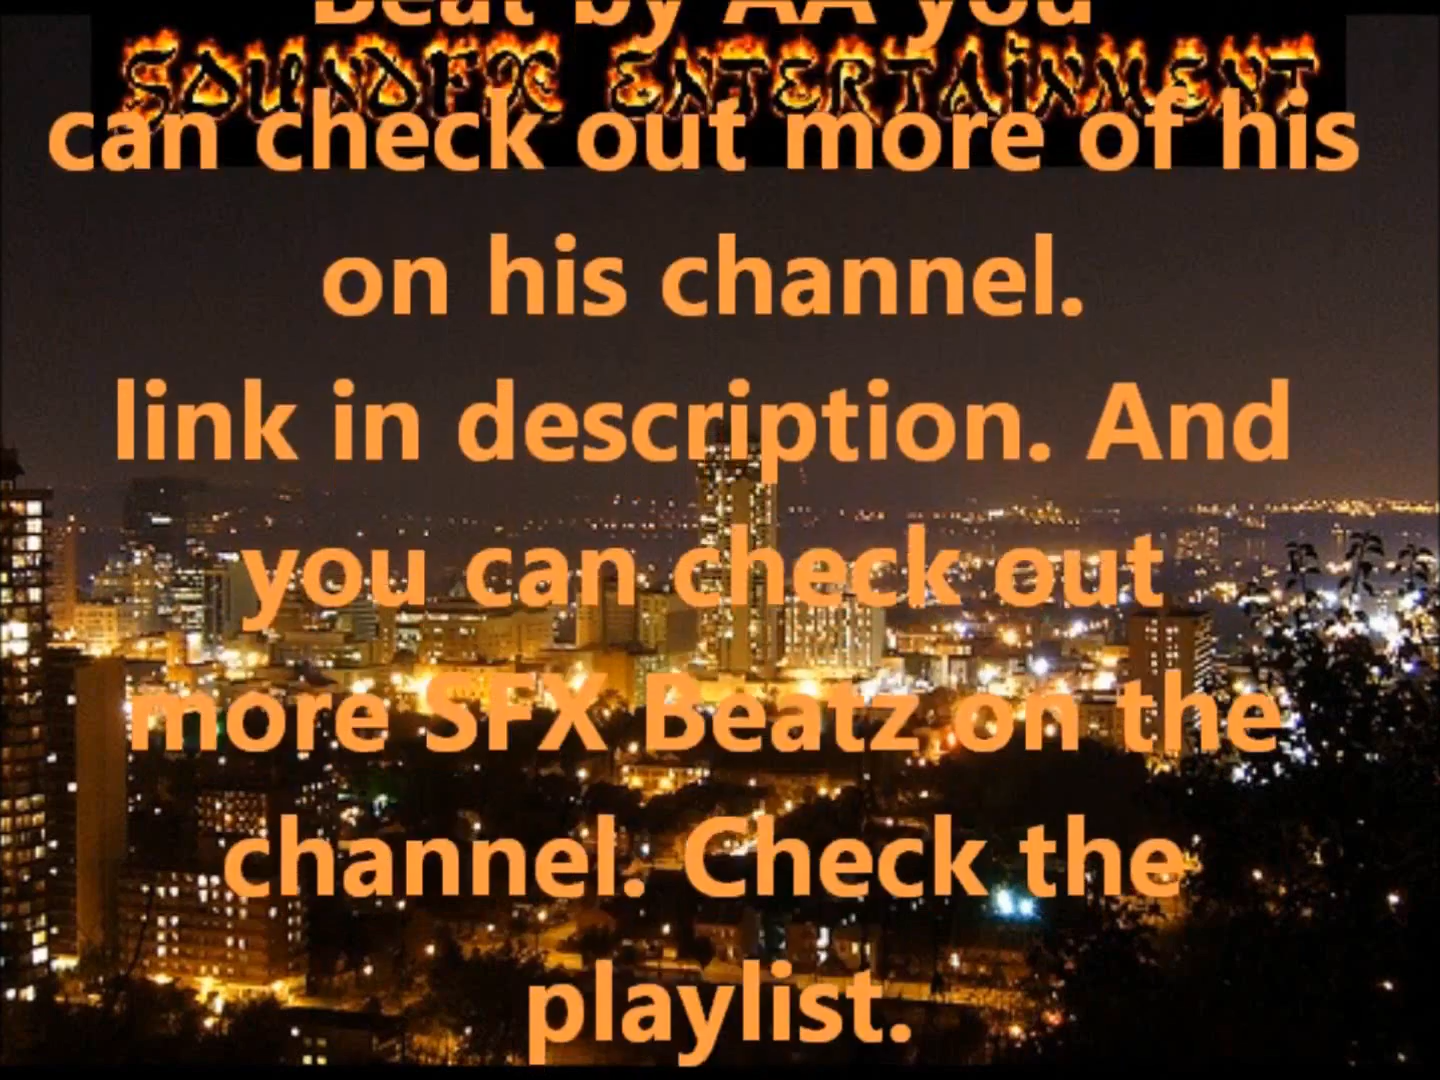 Beat by AA you
SoundFX Entertainment
can check out more of his
on his channel.
link in description. And
you can check out
more SFX Beatz on the
channel. Check the
playlist.